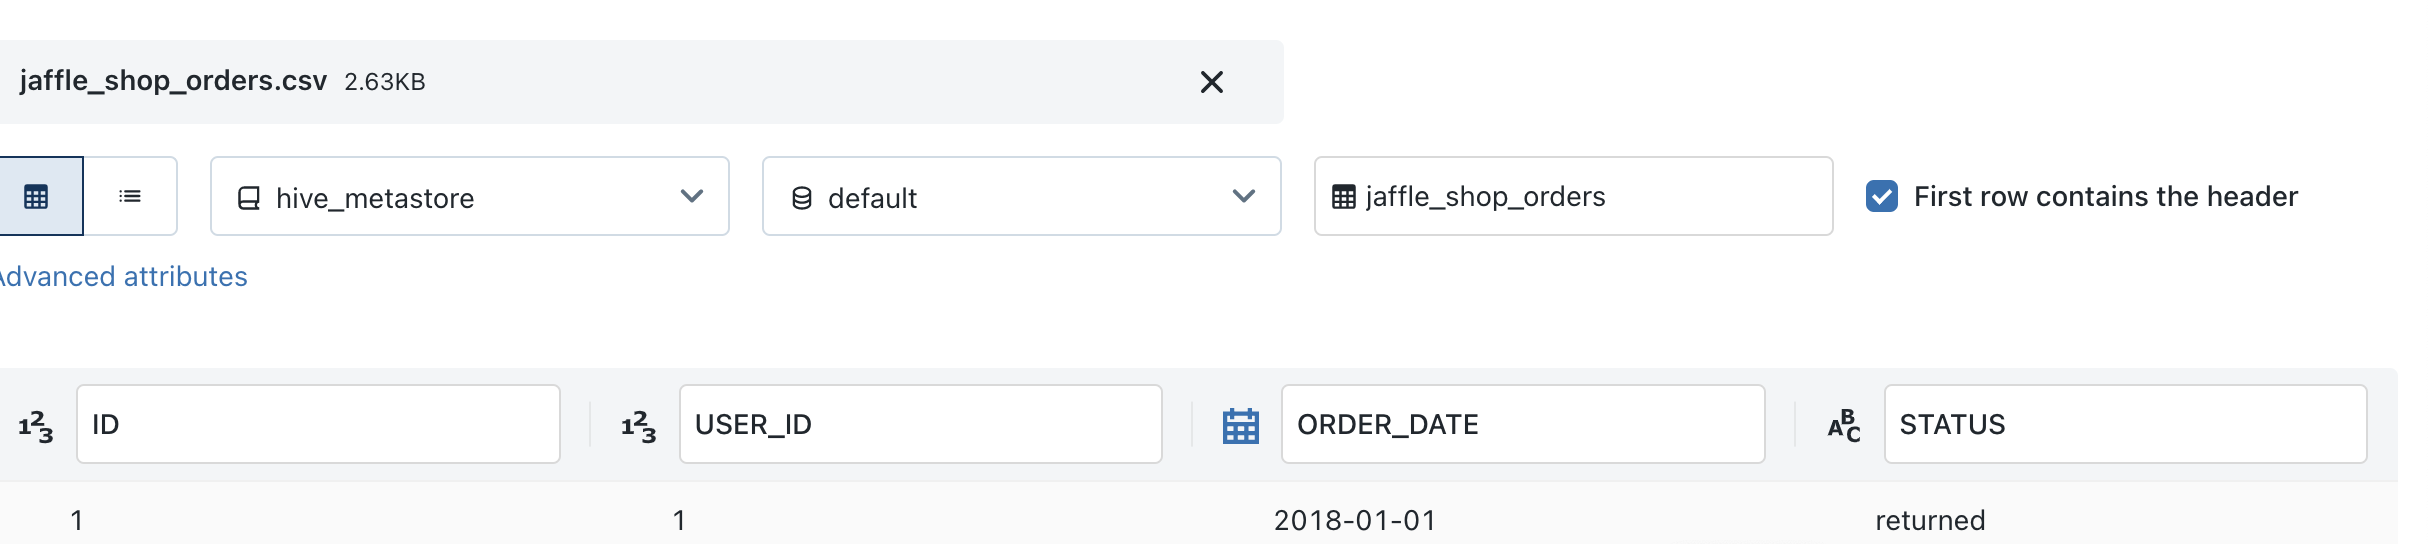 jaffle_shop_orders.csv 2.63KB
hive_metastore default jaffle_shop_orders First row contains the header
Advanced attributes
123 ID 123 USER_ID ORDER_DATE ABC STATUS
1 1 2018-01-01 returned